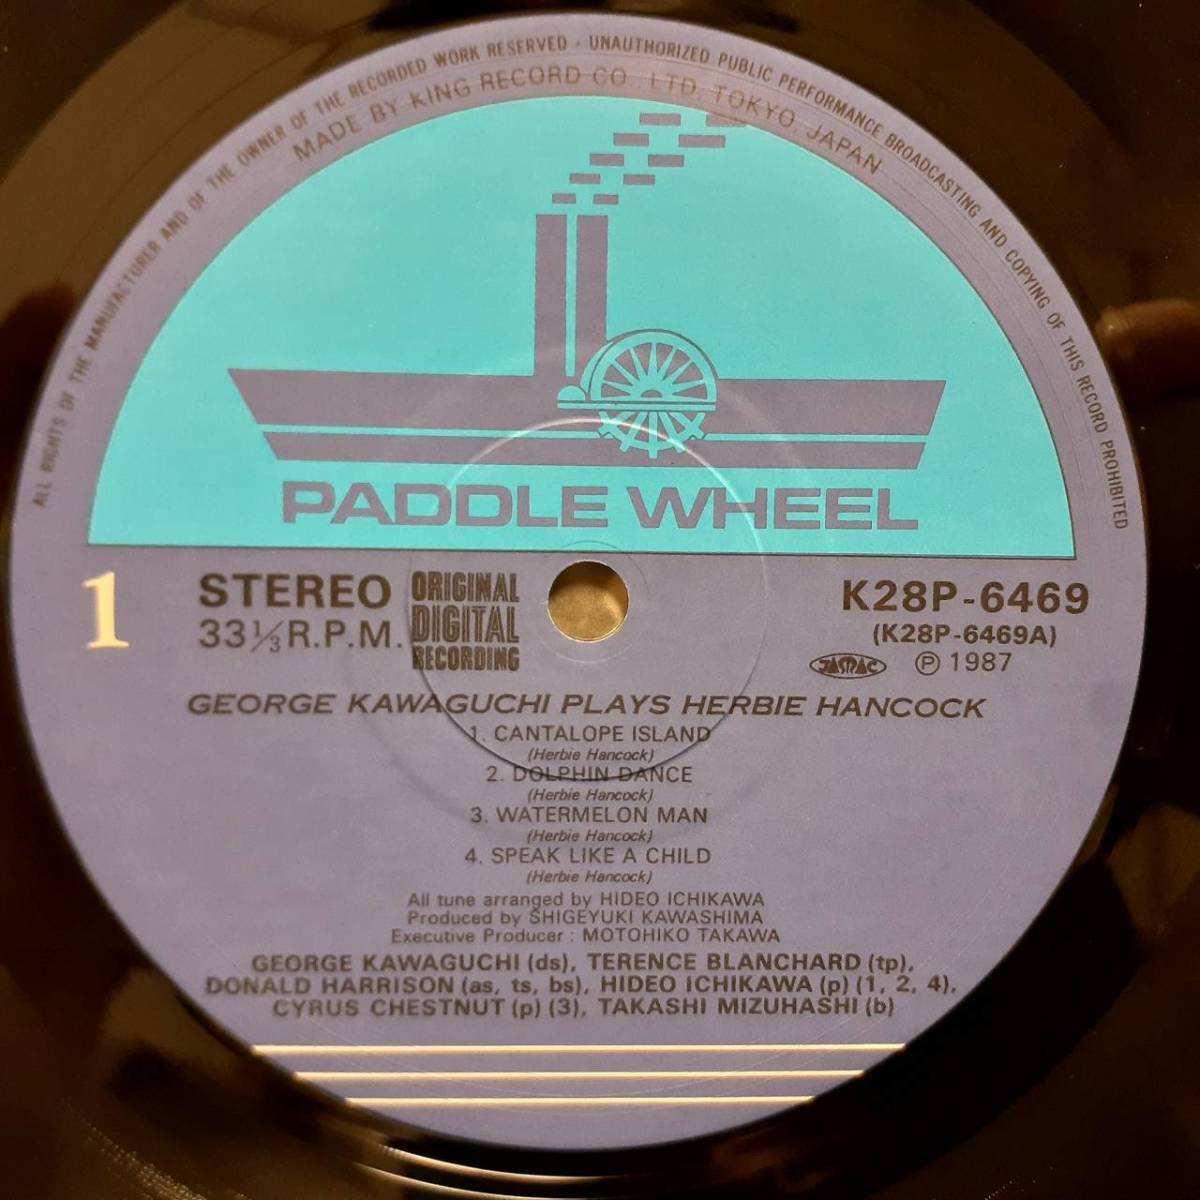 ALL RIGHTS OF THE MANUFACTURER AND OF THE OWNER OF THE RECORDED WORK RESERVED · UNAUTHORIZED PUBLIC PERFORMANCE BROADCASTING AND COPYING OF THIS RECORD PROHIBITED
MADE BY KING RECORD CO., LTD. TOKYO, JAPAN
PADDLE WHEEL
1
STEREO
33 1/3 R.P.M.
ORIGINAL
DIGITAL
RECORDING
K28P-6469
(K28P-6469A)
JASRAC ℗ 1987
GEORGE KAWAGUCHI PLAYS HERBIE HANCOCK
1. CANTALOPE ISLAND
(Herbie Hancock)
2. DOLPHIN DANCE
(Herbie Hancock)
3. WATERMELON MAN
(Herbie Hancock)
4. SPEAK LIKE A CHILD
(Herbie Hancock)
All tune arranged by HIDEO ICHIKAWA
Produced by SHIGEYUKI KAWASHIMA
Executive Producer : MOTOHIKO TAKAWA
GEORGE KAWAGUCHI (ds), TERENCE BLANCHARD (tp),
DONALD HARRISON (as, ts, bs), HIDEO ICHIKAWA (p) (1, 2, 4),
CYRUS CHESTNUT (p) (3), TAKASHI MIZUHASHI (b)